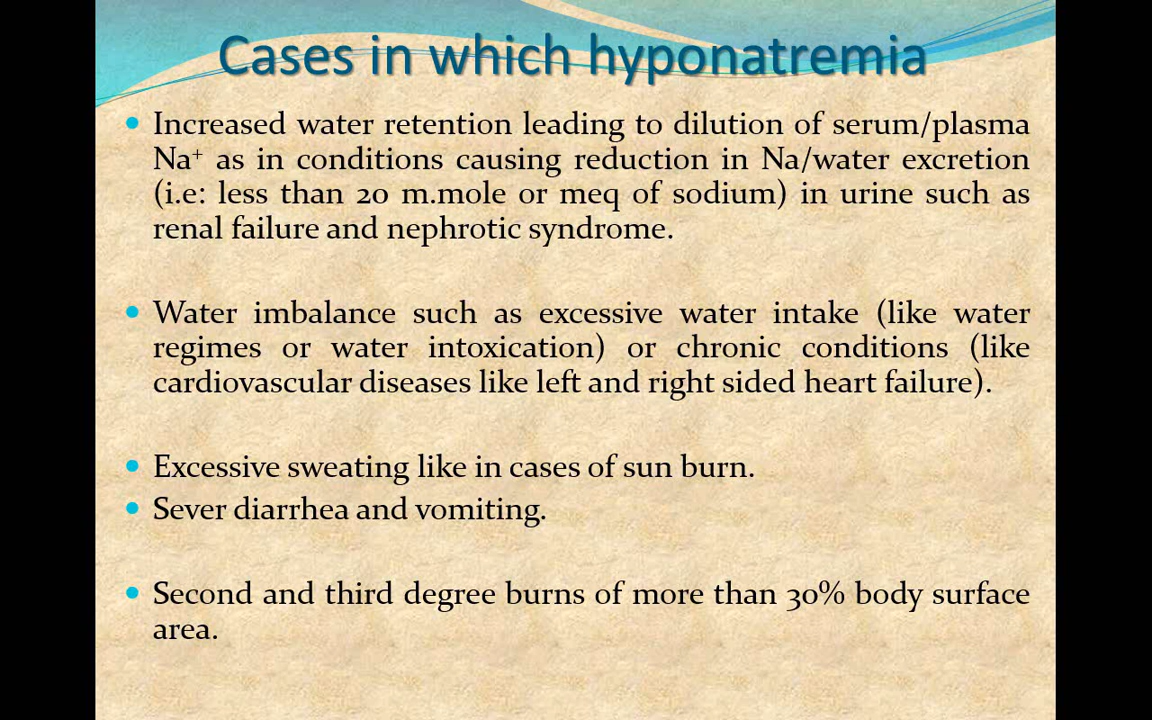 Cases in which hyponatremia
• Increased water retention leading to dilution of serum/plasma
Na⁺ as in conditions causing reduction in Na/water excretion
(i.e: less than 20 m.mole or meq of sodium) in urine such as
renal failure and nephrotic syndrome.
• Water imbalance such as excessive water intake (like water
regimes or water intoxication) or chronic conditions (like
cardiovascular diseases like left and right sided heart failure).
• Excessive sweating like in cases of sun burn.
• Sever diarrhea and vomiting.
• Second and third degree burns of more than 30% body surface
area.